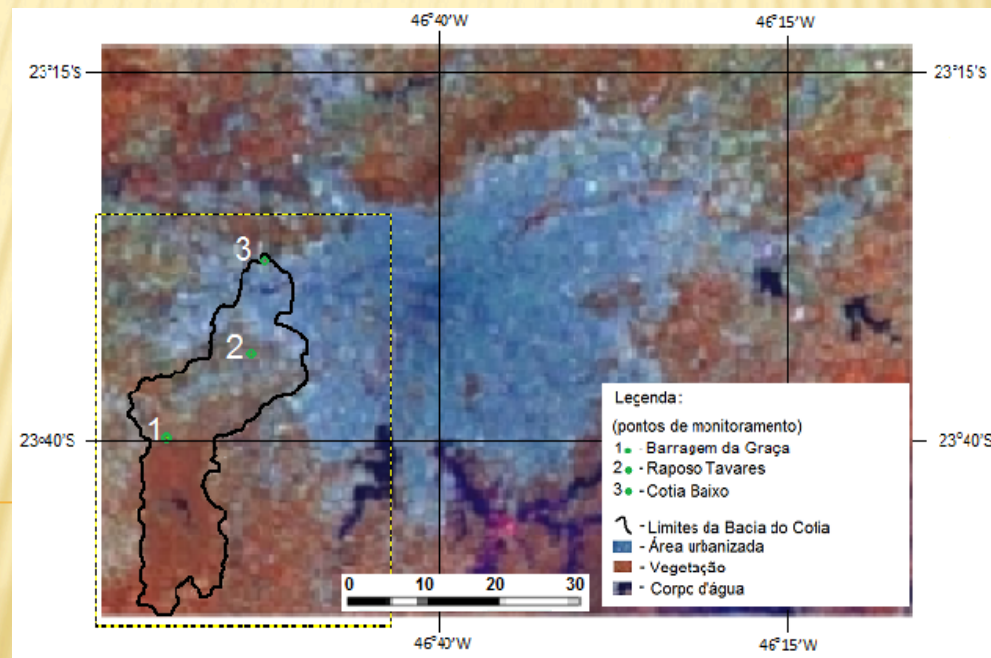 46°40'W 46°15'W
23°15'S 23°15'S
3
2
1
23°40'S 23°40'S
Legenda:
(pontos de monitoramento)
1 - Barragem da Graça
2 - Raposo Tavares
3 - Cotia Baixo
- Limites da Bacia do Cotia
- Área urbanizada
- Vegetação
- Corpo d'água
0 10 20 30
46°40'W 46°15'W